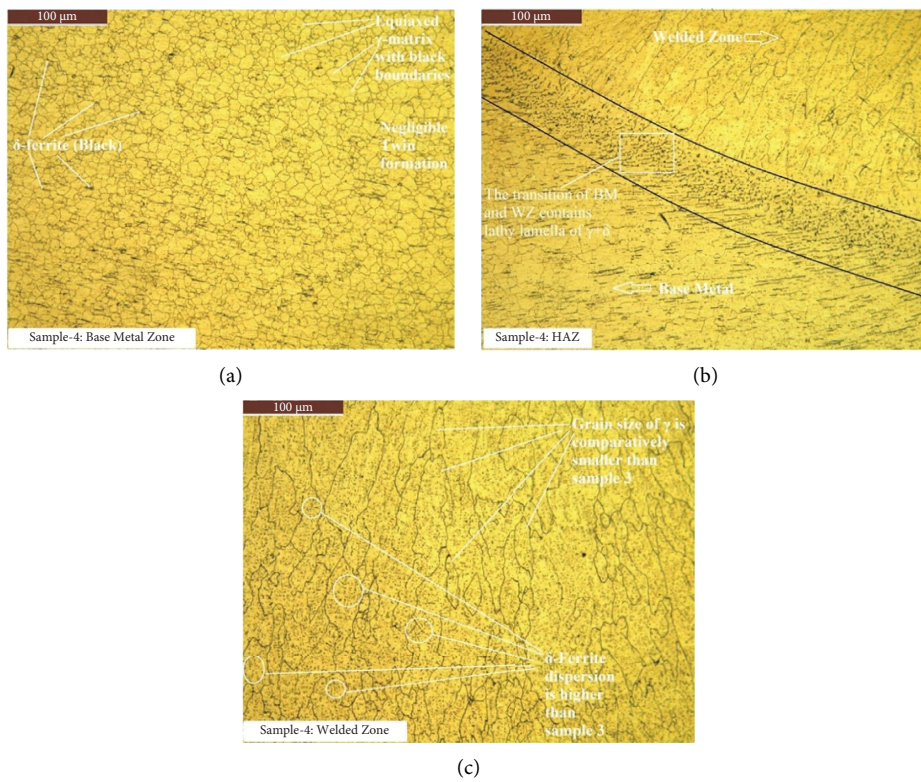 100 µm
Equiaxed
γ-matrix
with black
boundaries
δ-ferrite (Black)
Negligible
Twin
formation
Sample-4: Base Metal Zone
(a)
100 µm
Welded Zone
The transition of BM
and WZ contains
lathy lamella of γ+δ
Base Metal
Sample-4: HAZ
(b)
100 µm
Grain size of γ is
comparatively
smaller than
sample 3
δ-Ferrite
dispersion
is higher
than
sample 3
Sample-4: Welded Zone
(c)